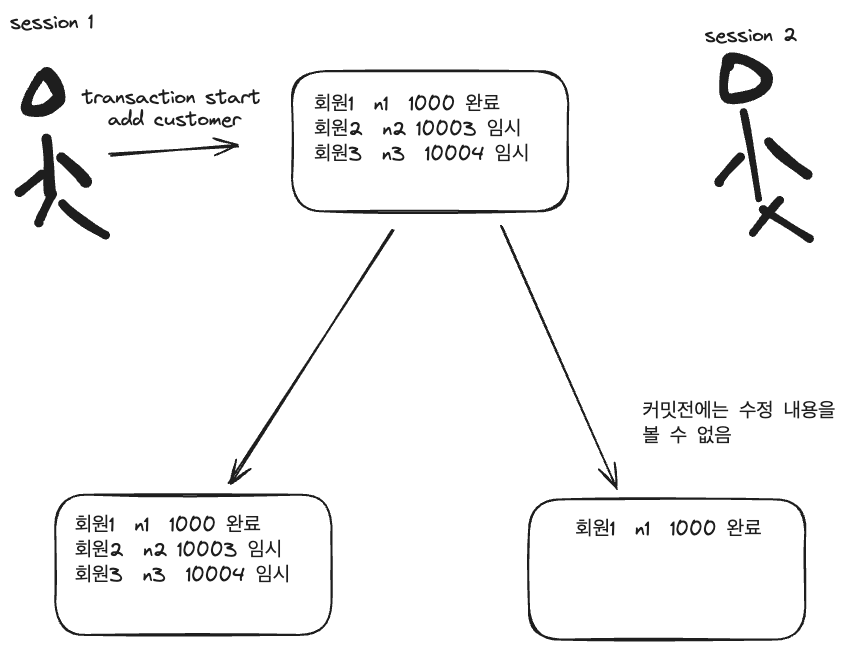 session 1
session 2
transaction start
add customer
회원1 n1 1000 완료
회원2 n2 10003 임시
회원3 n3 10004 임시
커밋전에는 수정 내용을
볼 수 없음
회원1 n1 1000 완료
회원2 n2 10003 임시
회원3 n3 10004 임시
회원1 n1 1000 완료